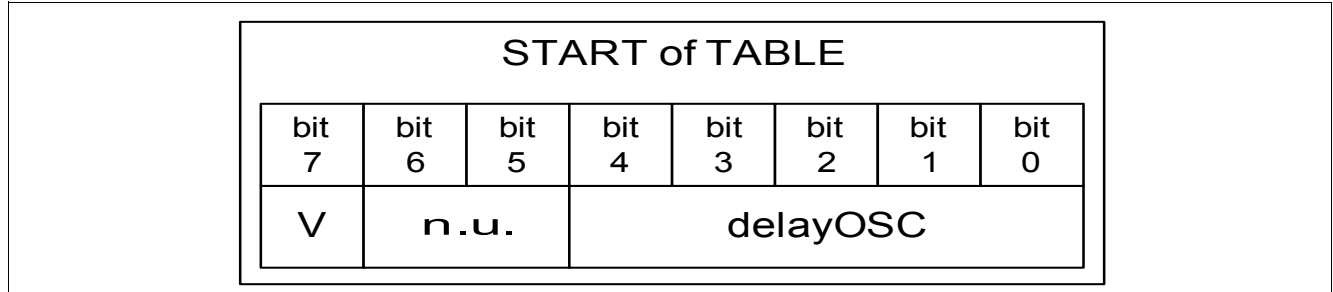 START of TABLE
bit 7 bit 6 bit 5 bit 4 bit 3 bit 2 bit 1 bit 0
V n.u. delayOSC